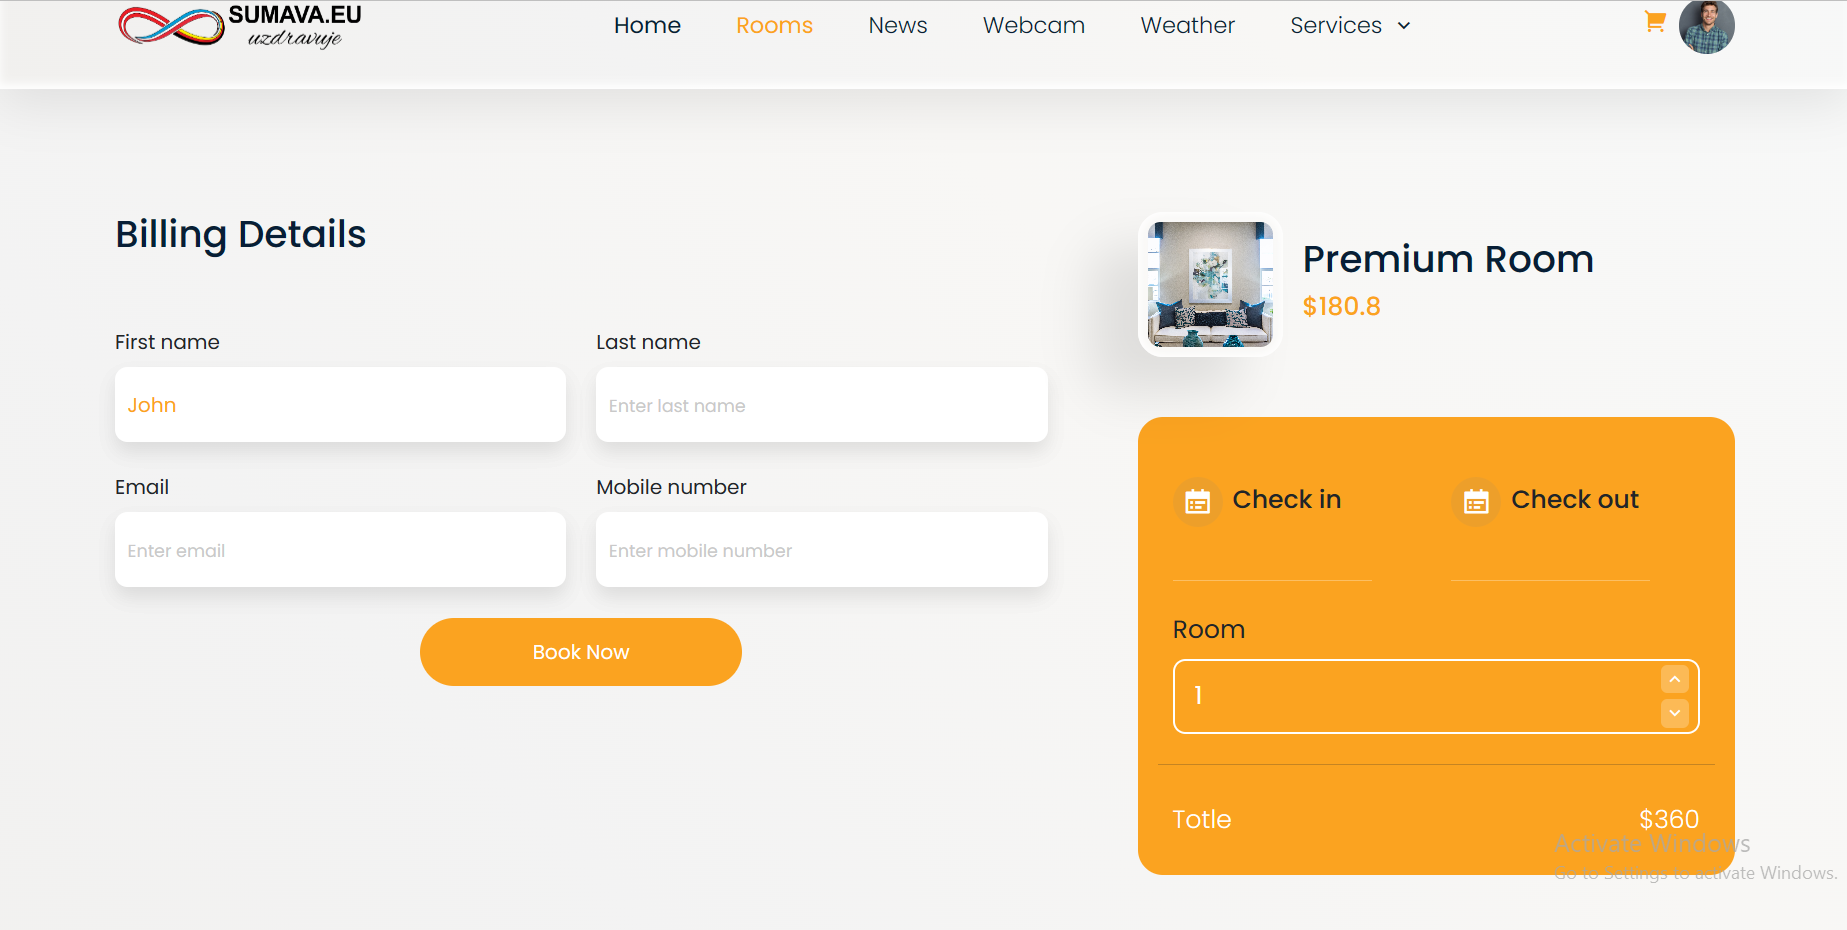 SUMAVA.EU
uzdravuje
Home Rooms News Webcam Weather Services
Billing Details
Premium Room
$180.8
First name Last name
John Enter last name
Email Mobile number
Enter email Enter mobile number
Book Now
Check in Check out
Room
1
Totle $360
Activate Windows
Go to Settings to activate Windows.